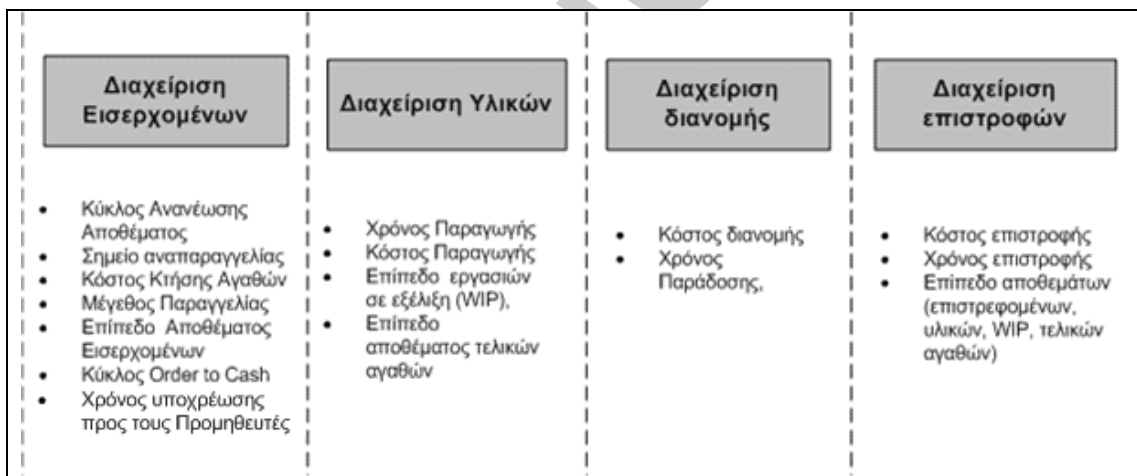 Διαχείριση
Εισερχομένων
• Κύκλος Ανανέωσης
Αποθέματος
• Σημείο αναπαραγγελίας
• Κόστος Κτήσης Αγαθών
• Μέγεθος Παραγγελίας
• Επίπεδο Αποθέματος
Εισερχομένων
• Κύκλος Order to Cash
• Χρόνος υποχρέωσης
προς τους Προμηθευτές
Διαχείριση Υλικών
• Χρόνος Παραγωγής
• Κόστος Παραγωγής
• Επίπεδο εργασιών
σε εξέλιξη (WIP),
• Επίπεδο
αποθέματος τελικών
αγαθών
Διαχείριση
διανομής
• Κόστος διανομής
• Χρόνος
Παράδοσης,
Διαχείριση
επιστροφών
• Κόστος επιστροφής
• Χρόνος επιστροφής
• Επίπεδο αποθεμάτων
(επιστρεφομένων,
υλικών, WIP, τελικών
αγαθών)